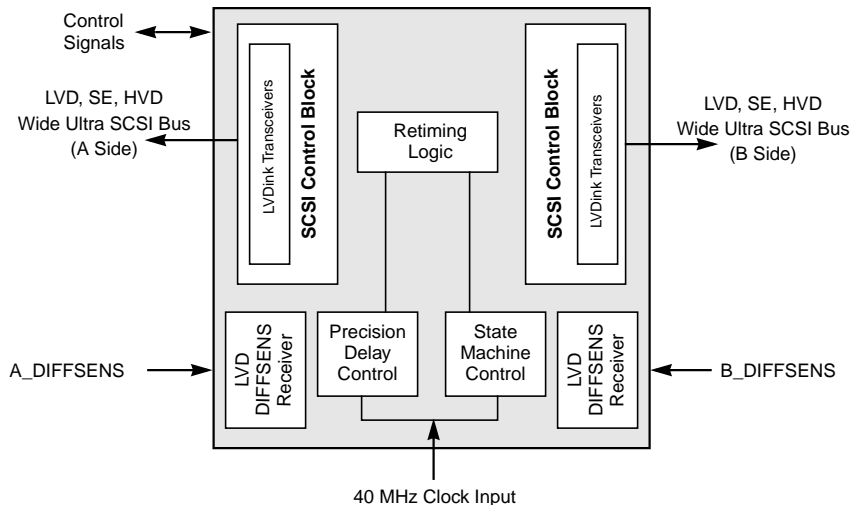 Control
Signals
LVD, SE, HVD
Wide Ultra SCSI Bus
(A Side)
LVDink Transceivers
SCSI Control Block
Retiming
Logic
SCSI Control Block
LVDink Transceivers
LVD, SE, HVD
Wide Ultra SCSI Bus
(B Side)
A_DIFFSENS
LVD
DIFFSENS
Receiver
Precision
Delay
Control
State
Machine
Control
LVD
DIFFSENS
Receiver
B_DIFFSENS
40 MHz Clock Input